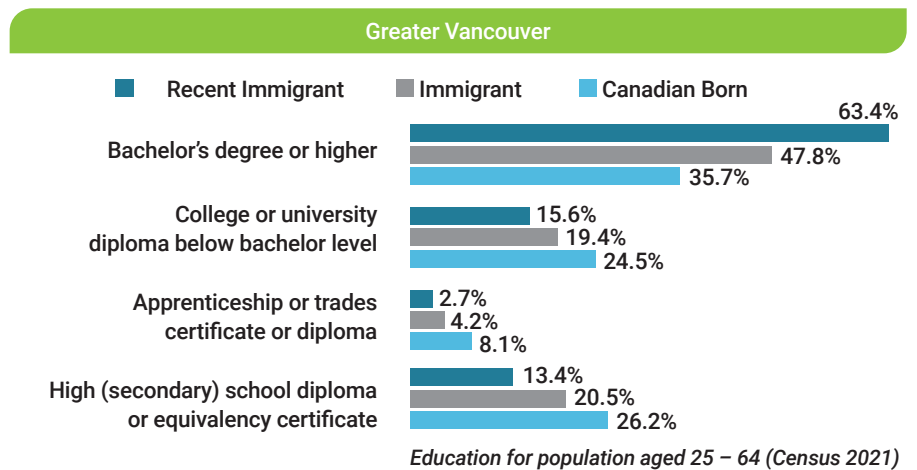 Greater Vancouver
Recent Immigrant
Immigrant
Canadian Born
Bachelor's degree or higher
63.4%
47.8%
35.7%
College or university
diploma below bachelor level
15.6%
19.4%
24.5%
Apprenticeship or trades
certificate or diploma
2.7%
4.2%
8.1%
High (secondary) school diploma
or equivalency certificate
13.4%
20.5%
26.2%
Education for population aged 25 – 64 (Census 2021)